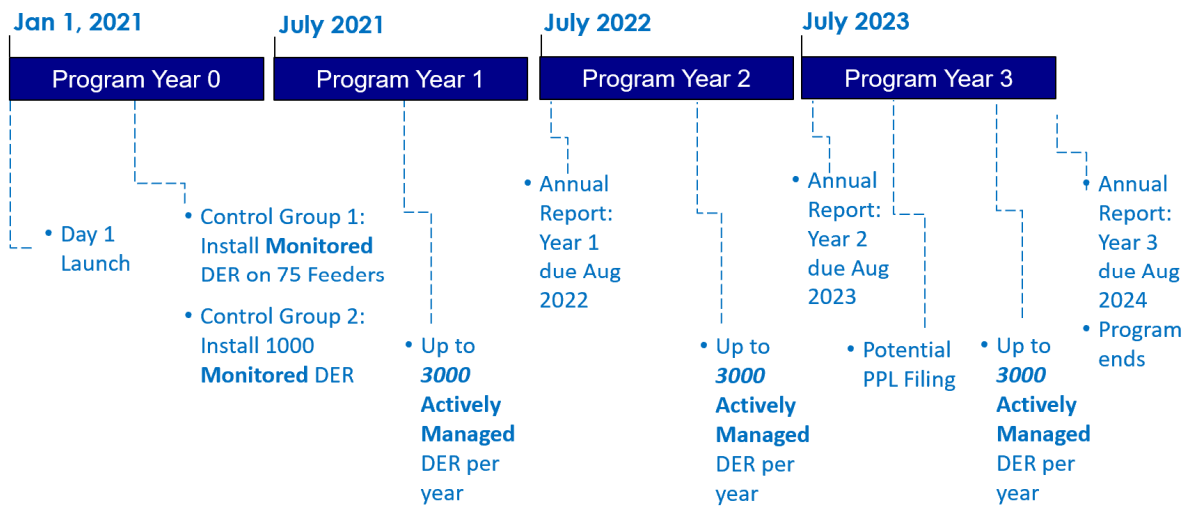 Jan 1, 2021
July 2021
July 2022
July 2023
Program Year 0
Program Year 1
Program Year 2
Program Year 3
• Day 1
Launch
• Control Group 1:
Install Monitored
DER on 75 Feeders
• Control Group 2:
Install 1000
Monitored DER
• Up to
3000
Actively
Managed
DER per
year
• Annual
Report:
Year 1
due Aug
2022
• Up to
3000
Actively
Managed
DER per
year
• Annual
Report:
Year 2
due Aug
2023
• Potential
PPL Filing
• Up to
3000
Actively
Managed
DER per
year
• Annual
Report:
Year 3
due Aug
2024
• Program
ends